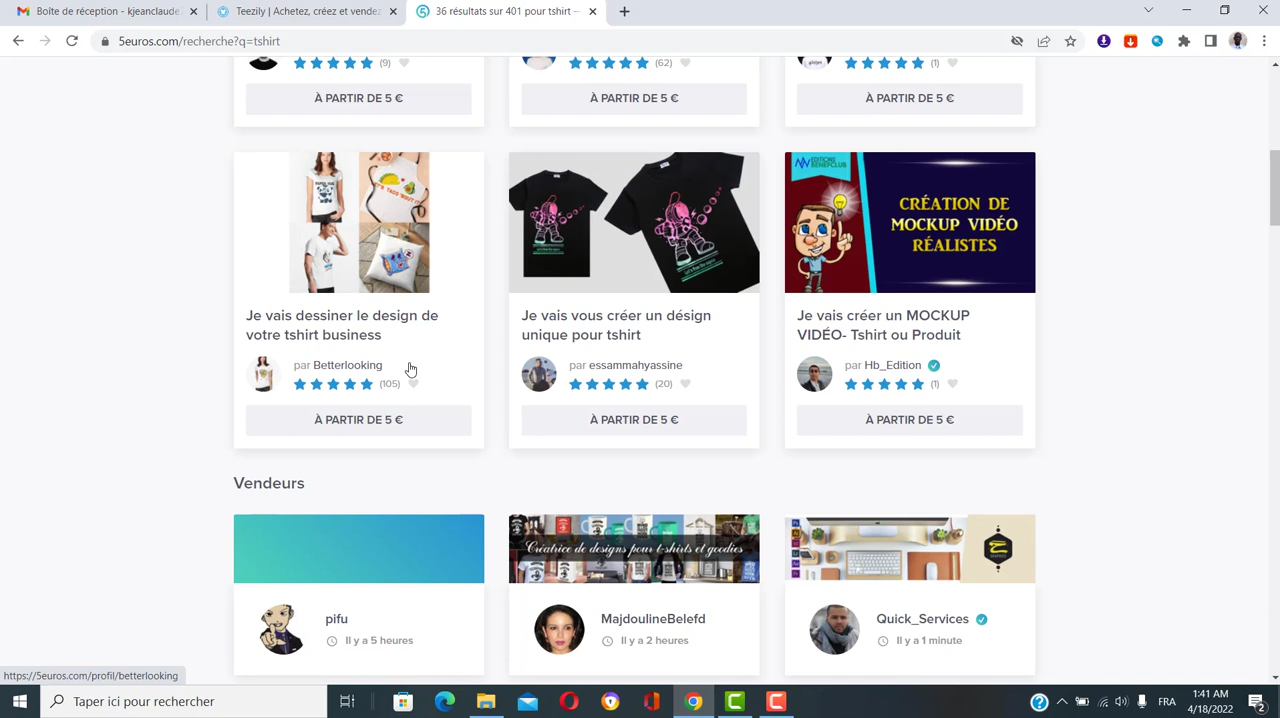 Boîte de réception - kjeanclaude
Teezily | Achetez, créez et vendez
36 résultats sur 401 pour tshirt –
5euros.com/recherche?q=tshirt
(9)
(62)
(1)
À PARTIR DE 5 €
À PARTIR DE 5 €
À PARTIR DE 5 €
EDITIONS
BENEFCLUB
CRÉATION DE
MOCKUP VIDÉO
RÉALISTES
Je vais dessiner le design de
votre tshirt business
par Betterlooking
(105)
À PARTIR DE 5 €
Je vais vous créer un désign
unique pour tshirt
par essammahyassine
(20)
À PARTIR DE 5 €
Je vais créer un MOCKUP
VIDÉO- Tshirt ou Produit
par Hb_Edition
(1)
À PARTIR DE 5 €
Vendeurs
Créatrice de designs pour t-shirts et goodies
pifu
Il y a 5 heures
MajdoulineBelefd
Il y a 2 heures
Quick_Services
Il y a 1 minute
https://5euros.com/profil/betterlooking
Taper ici pour rechercher
FRA
1:41 AM
4/18/2022
2